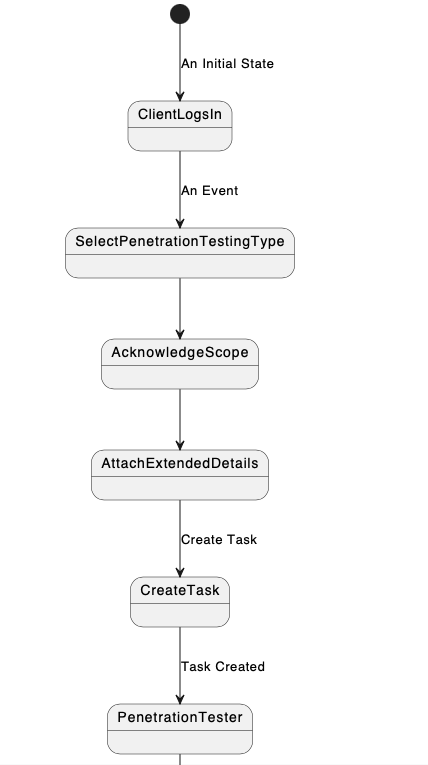 An Initial State
ClientLogsIn
An Event
SelectPenetrationTestingType
AcknowledgeScope
AttachExtendedDetails
Create Task
CreateTask
Task Created
PenetrationTester